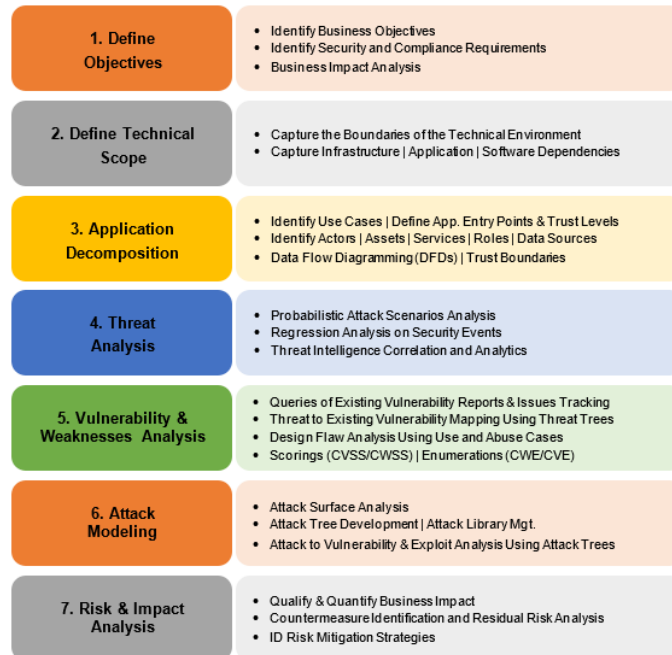 1. Define
Objectives
• Identify Business Objectives
• Identify Security and Compliance Requirements
• Business Impact Analysis
2. Define Technical
Scope
• Capture the Boundaries of the Technical Environment
• Capture Infrastructure | Application | Software Dependencies
3. Application
Decomposition
• Identify Use Cases | Define App. Entry Points & Trust Levels
• Identify Actors | Assets | Services | Roles | Data Sources
• Data Flow Diagramming (DFDs) | Trust Boundaries
4. Threat
Analysis
• Probabilistic Attack Scenarios Analysis
• Regression Analysis on Security Events
• Threat Intelligence Correlation and Analytics
5. Vulnerability &
Weaknesses Analysis
• Queries of Existing Vulnerability Reports & Issues Tracking
• Threat to Existing Vulnerability Mapping Using Threat Trees
• Design Flaw Analysis Using Use and Abuse Cases
• Scorings (CVSS/CWSS) | Enumerations (CWE/CVE)
6. Attack
Modeling
• Attack Surface Analysis
• Attack Tree Development | Attack Library Mgt.
• Attack to Vulnerability & Exploit Analysis Using Attack Trees
7. Risk & Impact
Analysis
• Qualify & Quantify Business Impact
• Countermeasure Identification and Residual Risk Analysis
• ID Risk Mitigation Strategies